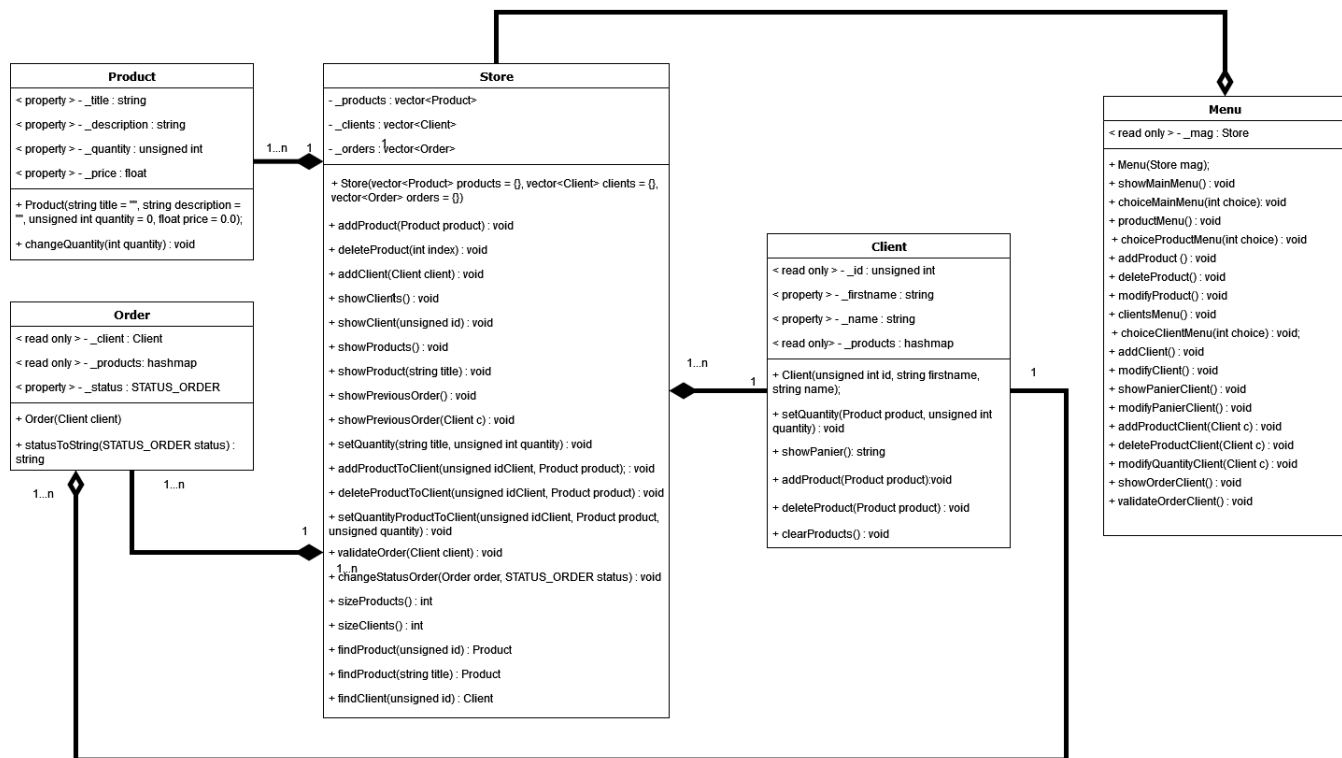 Product
< property > - _title : string
< property > - _description : string
< property > - _quantity : unsigned int
< property > - _price : float
+ Product(string title = "", string description =
"", unsigned int quantity = 0, float price = 0.0);
+ changeQuantity(int quantity) : void
1...n
1
Order
< read only > - _client : Client
< read only > - _products: hashmap
< property > - _status : STATUS_ORDER
+ Order(Client client)
+ statusToString(STATUS_ORDER status) :
string
1...n
1...n
1
Store
- _products : vector<Product>
- _clients : vector<Client>
1
- _orders : vector<Order>
+ Store(vector<Product> products = {}, vector<Client> clients = {},
vector<Order> orders = {})
+ addProduct(Product product) : void
+ deleteProduct(int index) : void
+ addClient(Client client) : void
+ showClients() : void
+ showClient(unsigned id) : void
+ showProducts() : void
+ showProduct(string title) : void
+ showPreviousOrder() : void
+ showPreviousOrder(Client c) : void
+ setQuantity(string title, unsigned int quantity) : void
+ addProductToClient(unsigned idClient, Product product); : void
+ deleteProductToClient(unsigned idClient, Product product) : void
+ setQuantityProductToClient(unsigned idClient, Product product,
unsigned quantity) : void
+ validateOrder(Client client) : void
1...n
+ changeStatusOrder(Order order, STATUS_ORDER status) : void
+ sizeProducts() : int
+ sizeClients() : int
+ findProduct(unsigned id) : Product
+ findProduct(string title) : Product
+ findClient(unsigned id) : Client
1...n
1
Client
< read only > - _id : unsigned int
< property > - _firstname : string
< property > - _name : string
< read only> - _products : hashmap
+ Client(unsigned int id, string firstname,
string name);
+ setQuantity(Product product, unsigned int
quantity) : void
+ showPanier(): string
+ addProduct(Product product):void
+ deleteProduct(Product product) : void
+ clearProducts() : void
1
Menu
< read only > - _mag : Store
+ Menu(Store mag);
+ showMainMenu() : void
+ choiceMainMenu(int choice): void
+ productMenu() : void
+ choiceProductMenu(int choice) : void
+ addProduct () : void
+ deleteProduct() : void
+ modifyProduct() : void
+ clientsMenu() : void
+ choiceClientMenu(int choice) : void;
+ addClient() : void
+ modifyClient() : void
+ showPanierClient() : void
+ modifyPanierClient() : void
+ addProductClient(Client c) : void
+ deleteProductClient(Client c) : void
+ modifyQuantityClient(Client c) : void
+ showOrderClient() : void
+ validateOrderClient() : void